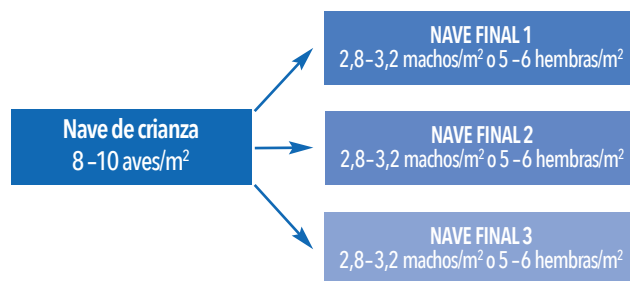 Nave de crianza
8–10 aves/m²
NAVE FINAL 1
2,8–3,2 machos/m² o 5–6 hembras/m²
NAVE FINAL 2
2,8–3,2 machos/m² o 5–6 hembras/m²
NAVE FINAL 3
2,8–3,2 machos/m² o 5–6 hembras/m²